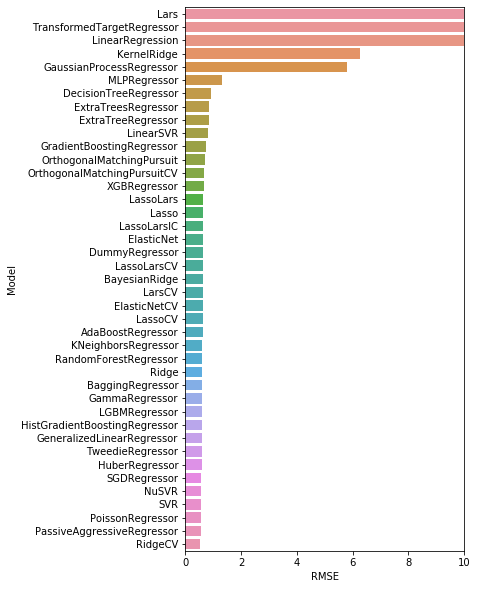 Lars
TransformedTargetRegressor
LinearRegression
KernelRidge
GaussianProcessRegressor
MLPRegressor
DecisionTreeRegressor
ExtraTreesRegressor
ExtraTreeRegressor
LinearSVR
GradientBoostingRegressor
OrthogonalMatchingPursuit
OrthogonalMatchingPursuitCV
XGBRegressor
LassoLars
Lasso
LassoLarsIC
ElasticNet
DummyRegressor
LassoLarsCV
BayesianRidge
LarsCV
ElasticNetCV
LassoCV
AdaBoostRegressor
KNeighborsRegressor
RandomForestRegressor
Ridge
BaggingRegressor
GammaRegressor
LGBMRegressor
HistGradientBoostingRegressor
GeneralizedLinearRegressor
TweedieRegressor
HuberRegressor
SGDRegressor
NuSVR
SVR
PoissonRegressor
PassiveAggressiveRegressor
RidgeCV
Model
0 2 4 6 8 10
RMSE